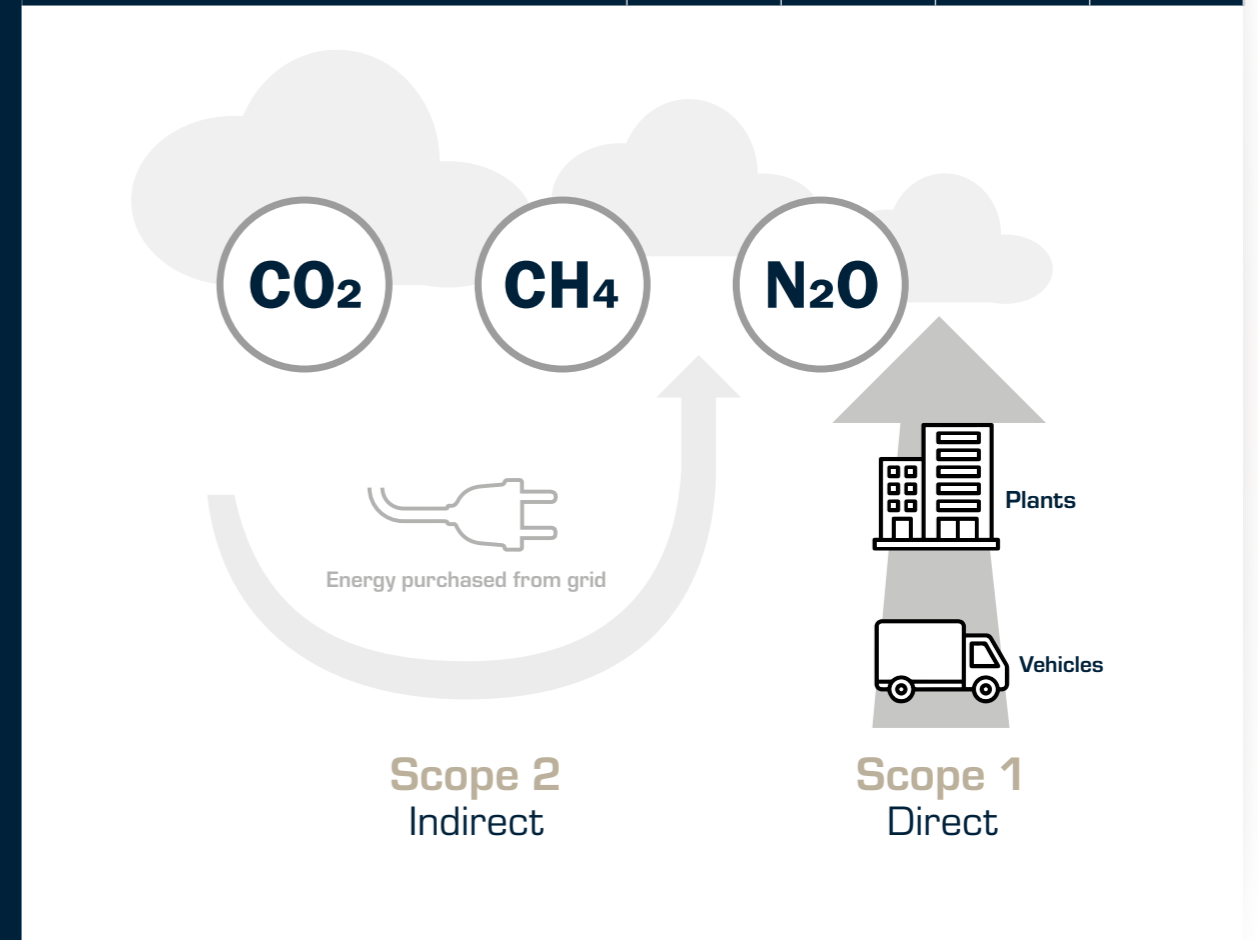 CO₂
CH₄
N₂O
Plants
Energy purchased from grid
Vehicles
Scope 2
Indirect
Scope 1
Direct